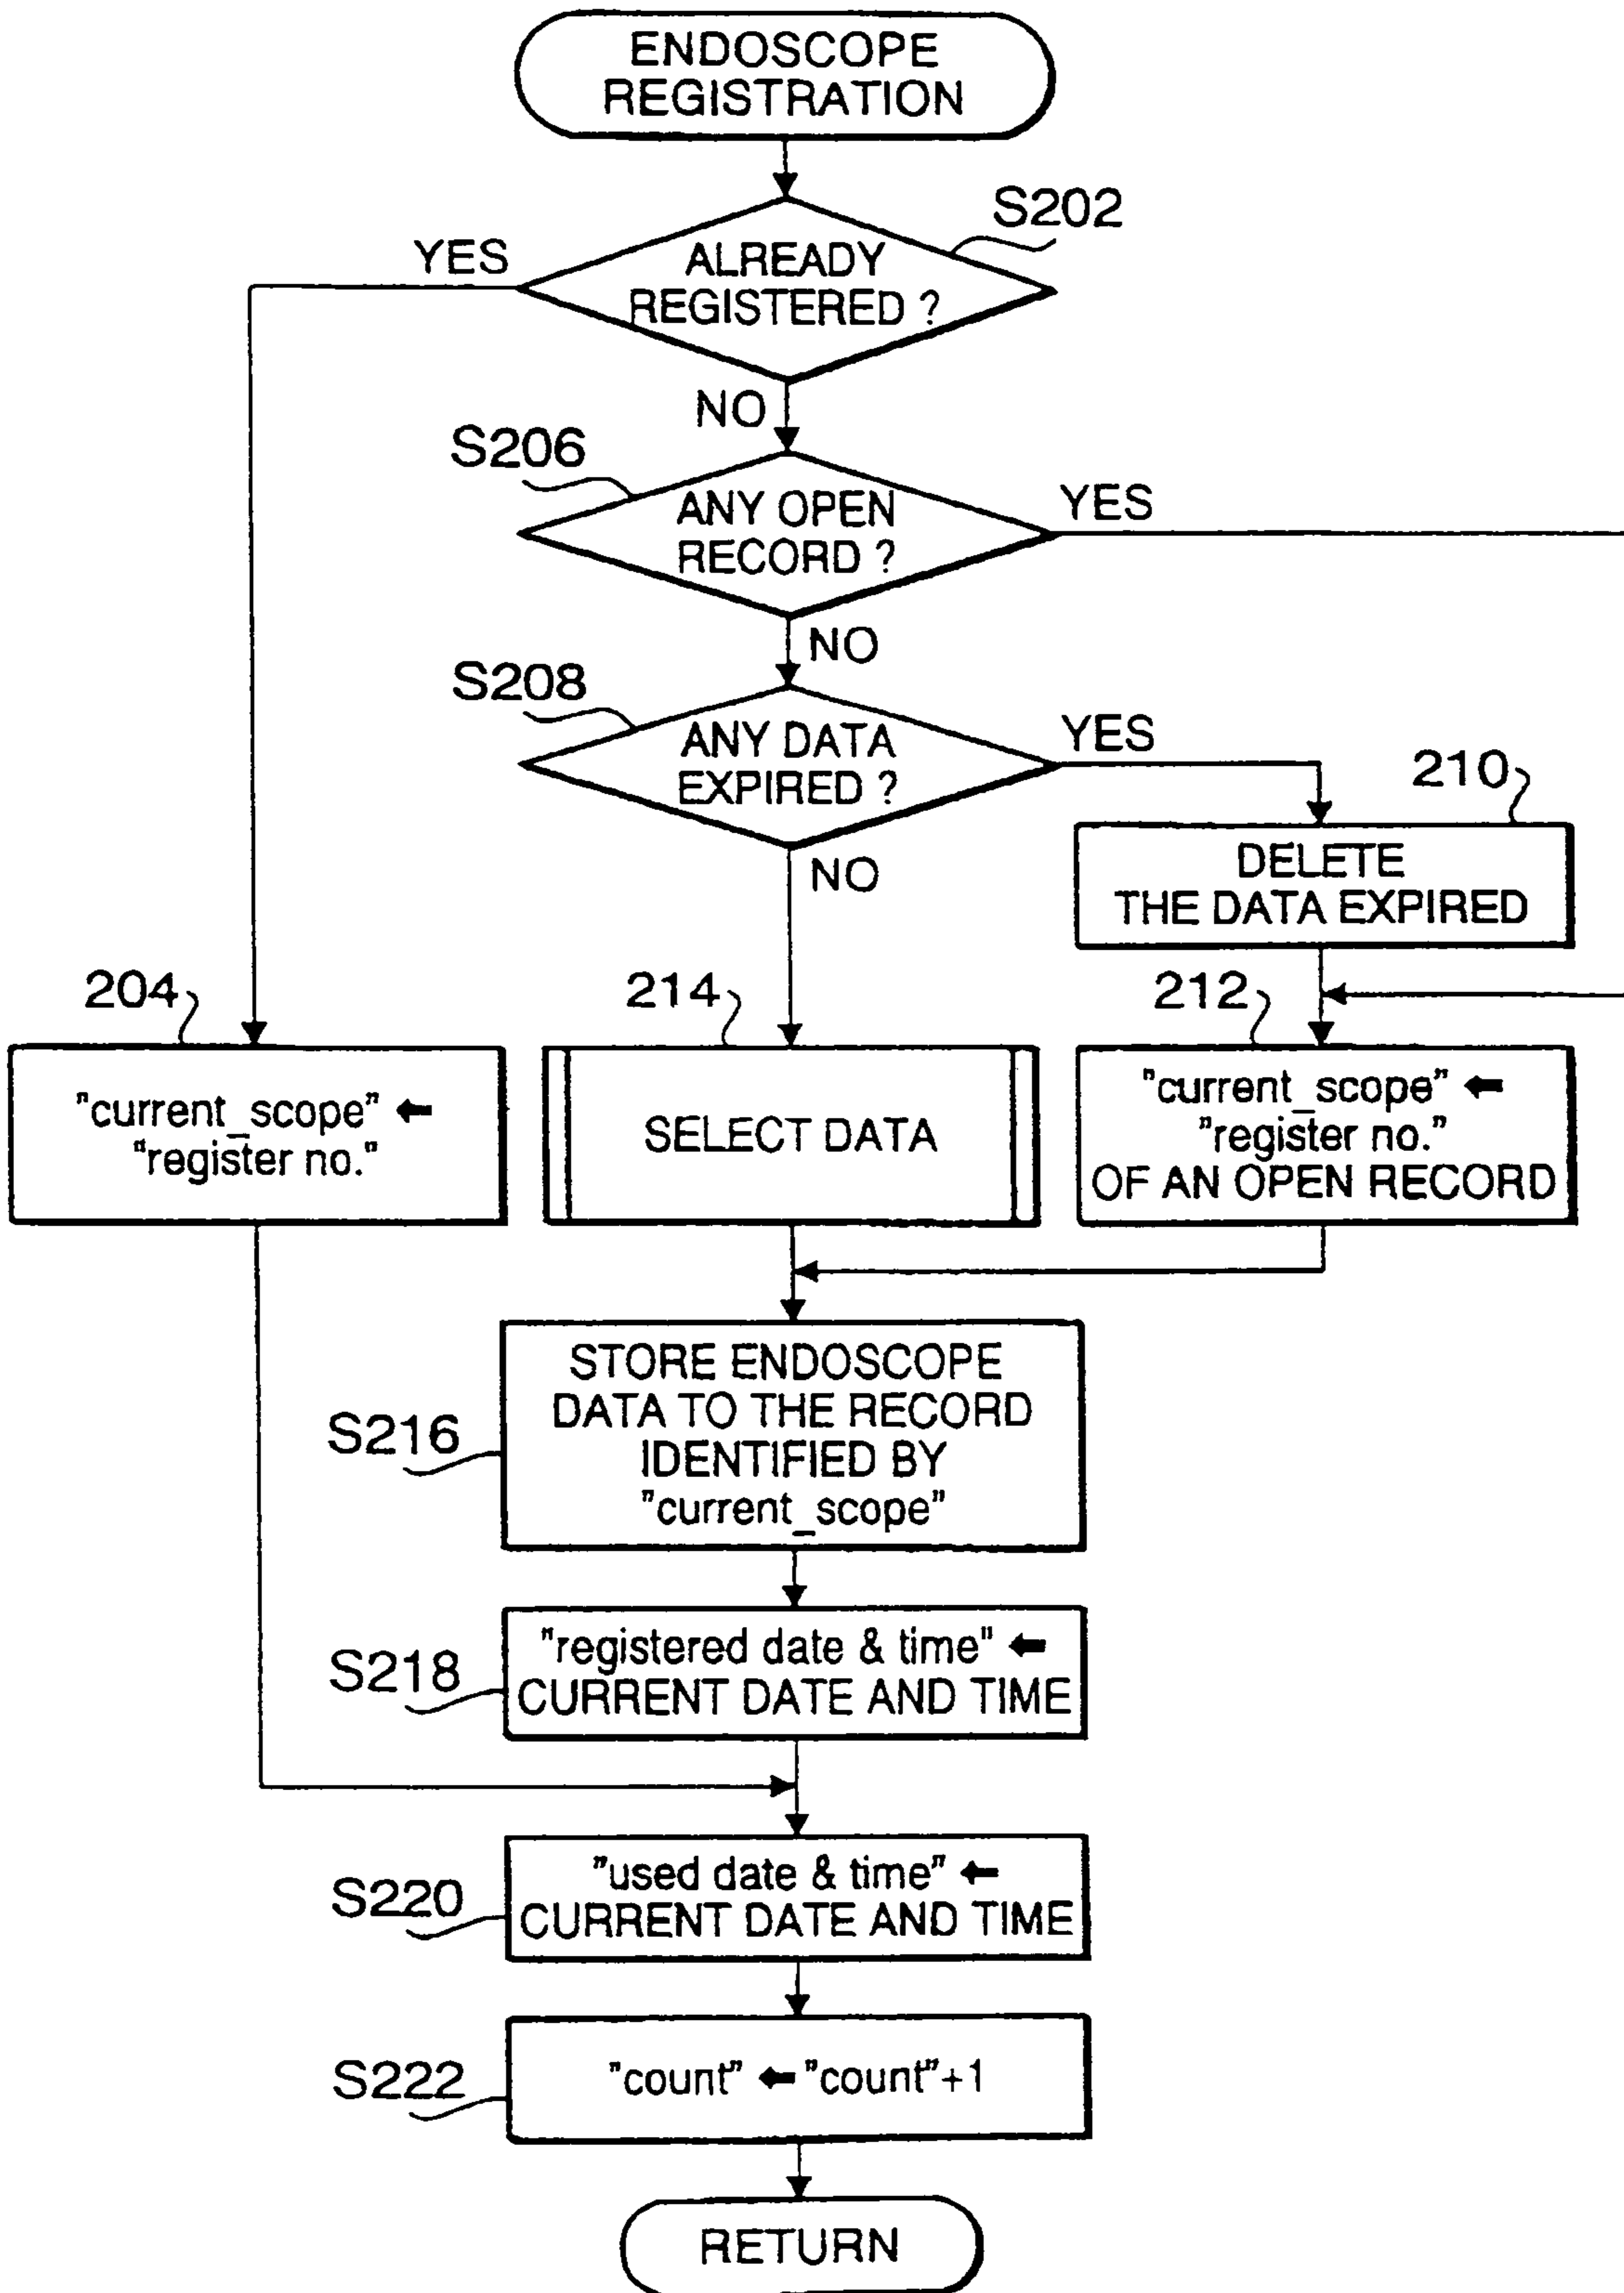 ENDOSCOPE
REGISTRATION
S202
YES
ALREADY
REGISTERED ?
NO
S206
ANY OPEN
RECORD ?
YES
NO
S208
ANY DATA
EXPIRED ?
YES
NO
210
DELETE
THE DATA EXPIRED
204
"current_scope" ←
"register no."
214
SELECT DATA
212
"current_scope" ←
"register no."
OF AN OPEN RECORD
STORE ENDOSCOPE
DATA TO THE RECORD
IDENTIFIED BY
"current_scope"
S216
"registered date & time" ←
CURRENT DATE AND TIME
S218
"used date & time" ←
CURRENT DATE AND TIME
S220
"count" ← "count"+1
S222
RETURN